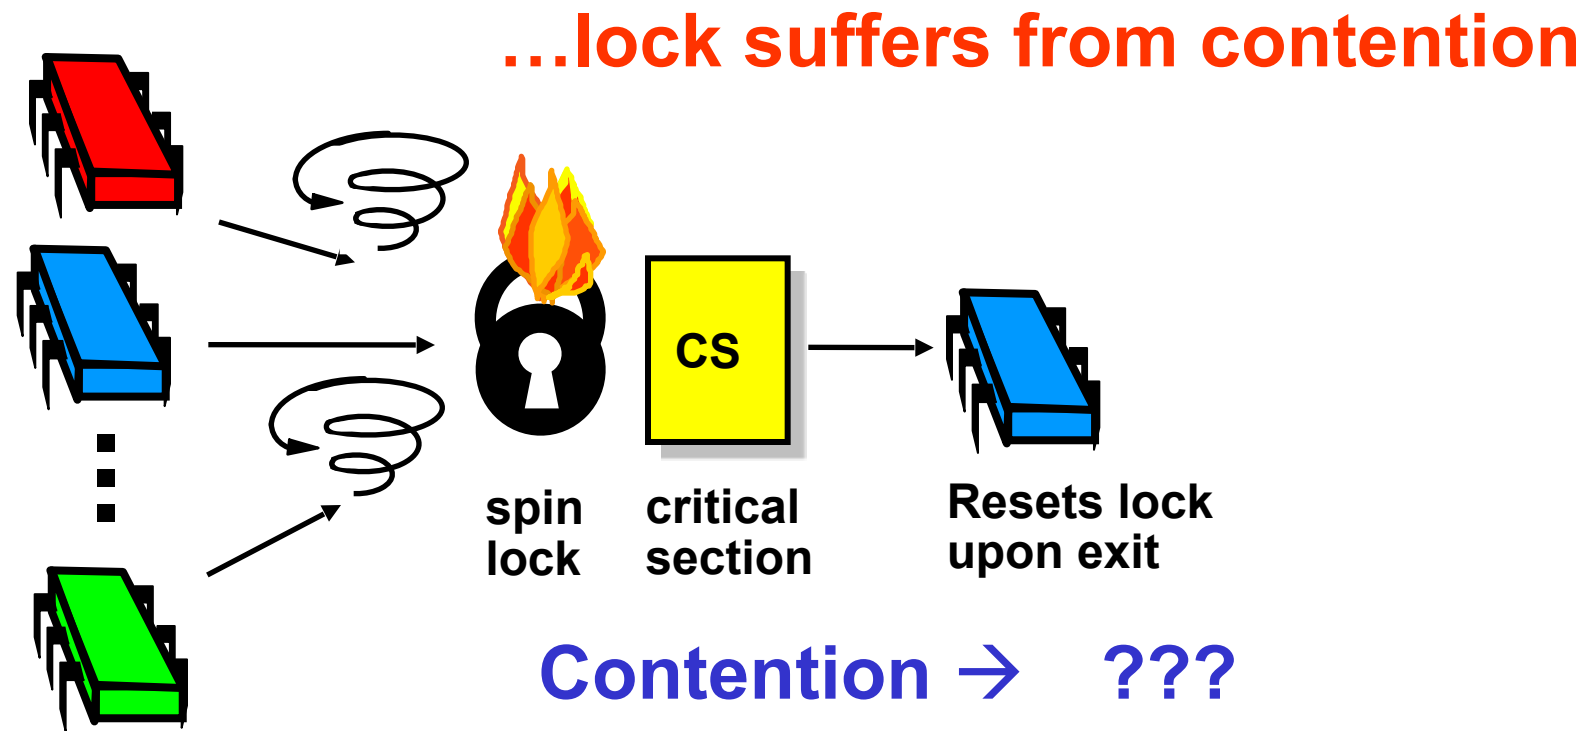 …lock suffers from contention
CS
spin
lock
critical
section
Resets lock
upon exit
Contention → ???